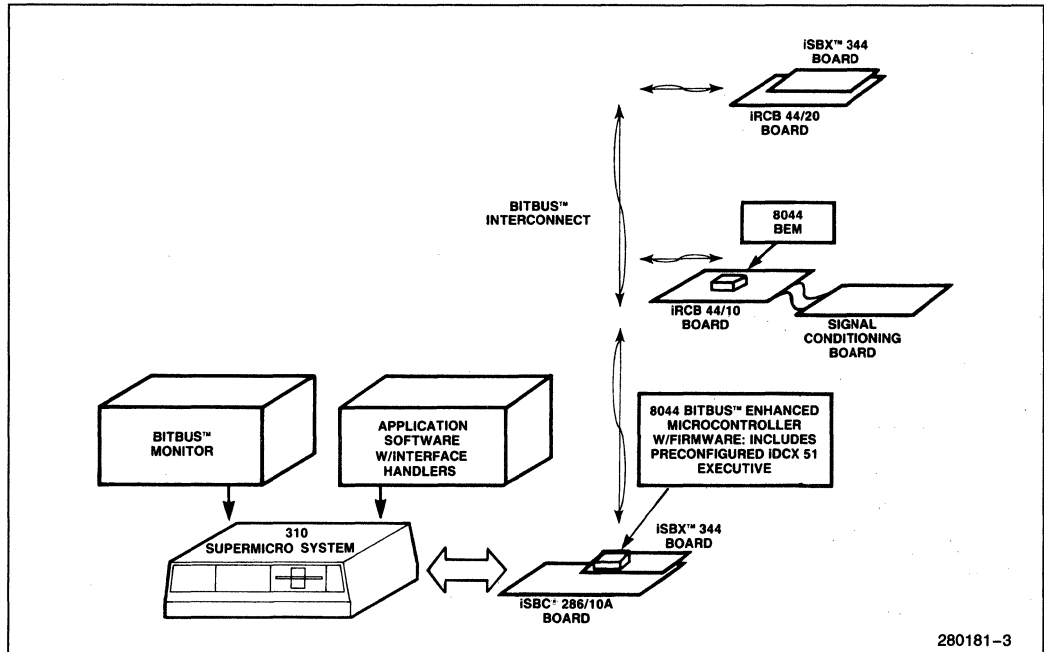 iSBX™ 344
BOARD
iRCB 44/20
BOARD
BITBUS™
INTERCONNECT
8044
BEM
iRCB 44/10
BOARD
SIGNAL
CONDITIONING
BOARD
BITBUS™
MONITOR
APPLICATION
SOFTWARE
W/INTERFACE
HANDLERS
8044 BITBUS™ ENHANCED
MICROCONTROLLER
W/FIRMWARE: INCLUDES
PRECONFIGURED iDCX 51
EXECUTIVE
310
SUPERMICRO SYSTEM
iSBX™ 344
BOARD
iSBC® 286/10A
BOARD
280181-3